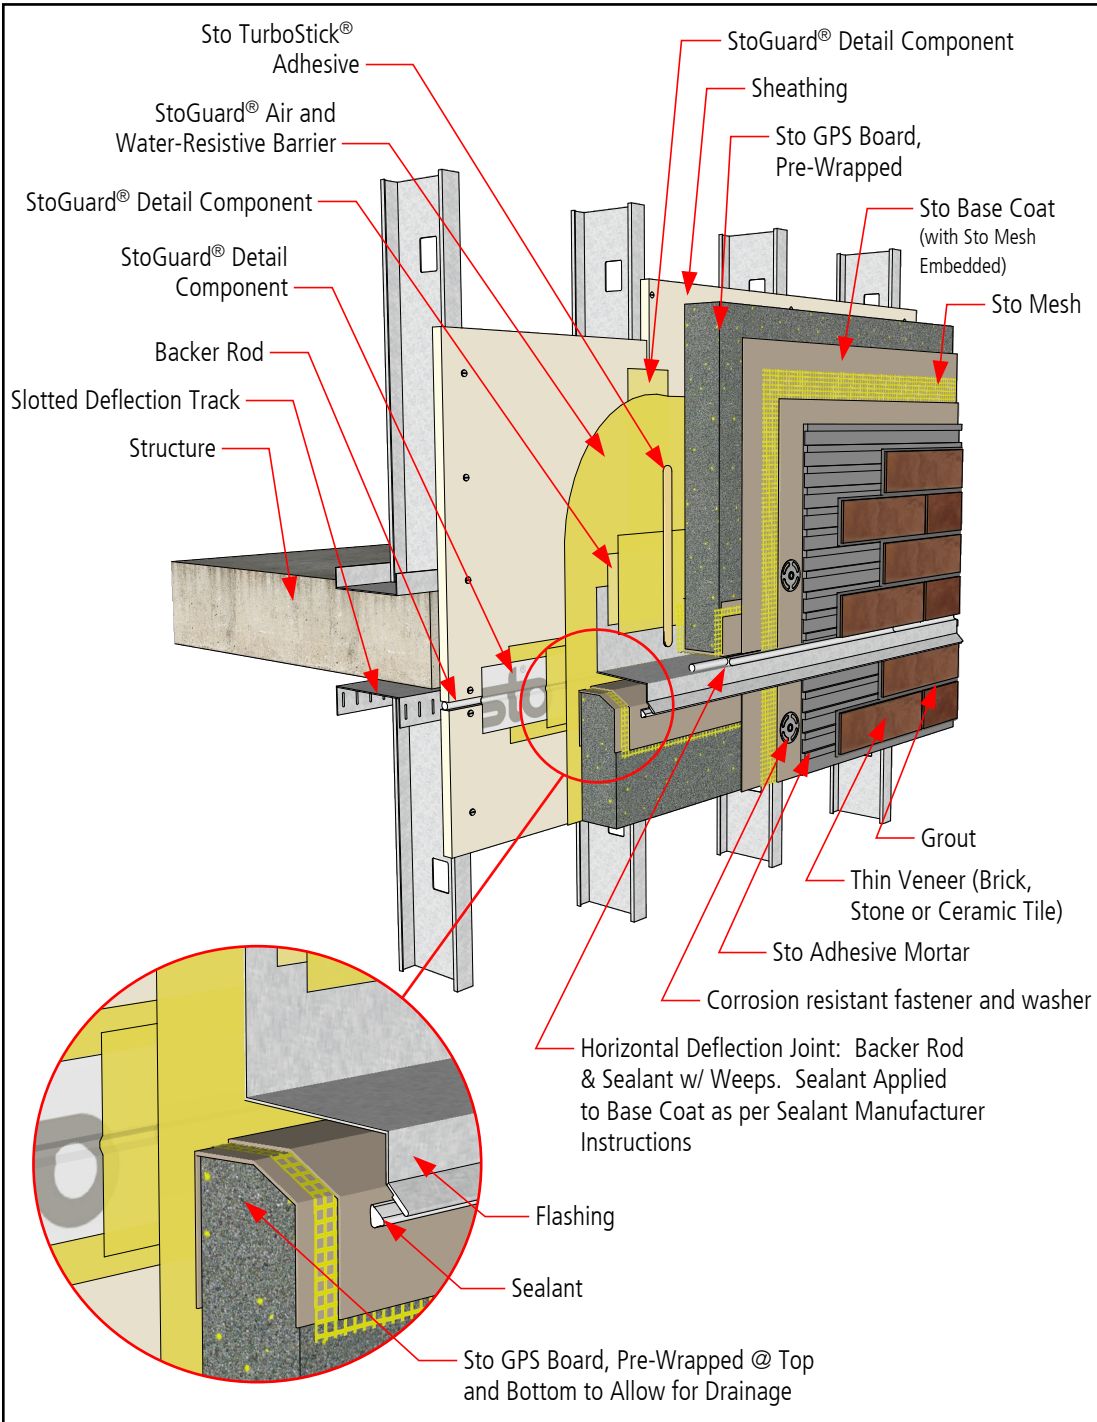 Sto TurboStick®
Adhesive
StoGuard® Air and
Water-Resistive Barrier
StoGuard® Detail Component
StoGuard® Detail
Component
Backer Rod
Slotted Deflection Track
Structure
StoGuard® Detail Component
Sheathing
Sto GPS Board,
Pre-Wrapped
Sto Base Coat
(with Sto Mesh
Embedded)
Sto Mesh
sto
Grout
Thin Veneer (Brick,
Stone or Ceramic Tile)
Sto Adhesive Mortar
Corrosion resistant fastener and washer
Horizontal Deflection Joint: Backer Rod
& Sealant w/ Weeps. Sealant Applied
to Base Coat as per Sealant Manufacturer
Instructions
Flashing
Sealant
Sto GPS Board, Pre-Wrapped @ Top
and Bottom to Allow for Drainage